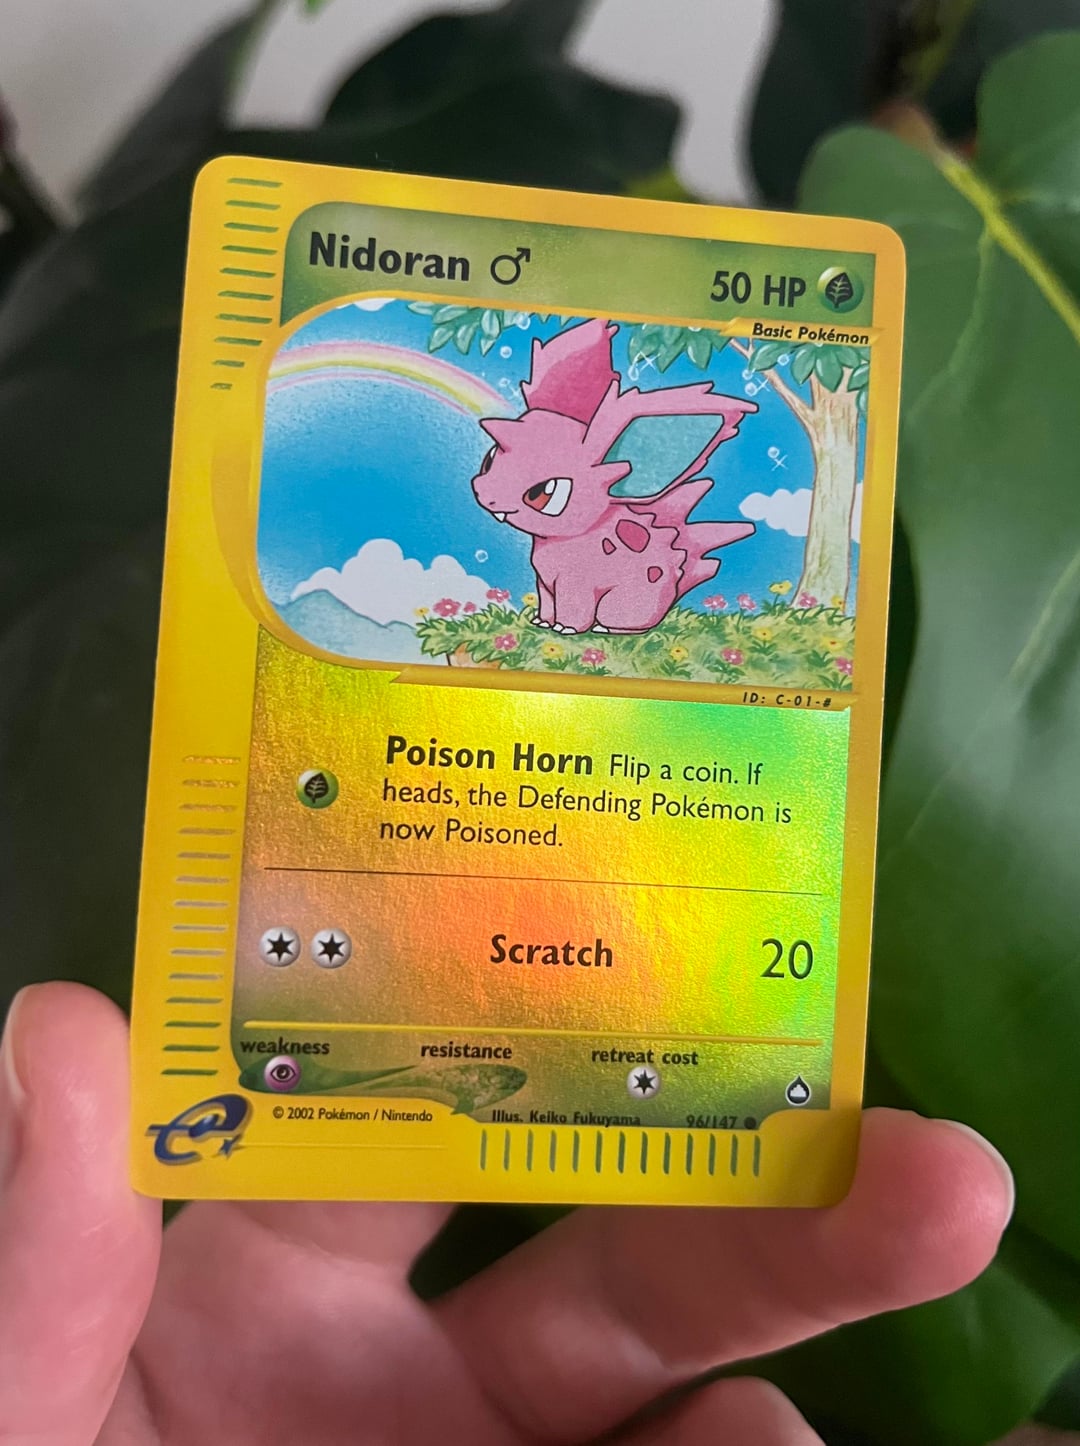 Nidoran ♂
50 HP
Basic Pokémon
ID: C-01-#
Poison Horn Flip a coin. If
heads, the Defending Pokémon is
now Poisoned.
Scratch 20
weakness resistance retreat cost
© 2002 Pokémon / Nintendo Illus. Keiko Fukuyama 96/147
e